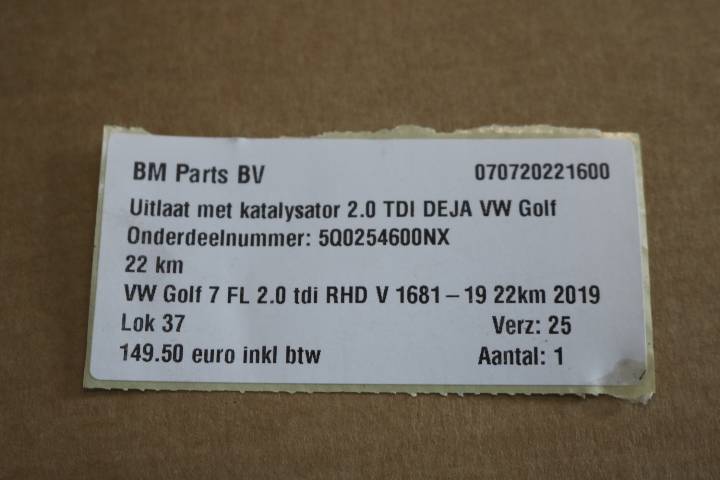 BM Parts BV 070720221600
Uitlaat met katalysator 2.0 TDI DEJA VW Golf
Onderdeelnummer: 5Q0254600NX
22 km
VW Golf 7 FL 2.0 tdi RHD V 1681 – 19 22km 2019
Lok 37 Verz: 25
149.50 euro inkl btw Aantal: 1